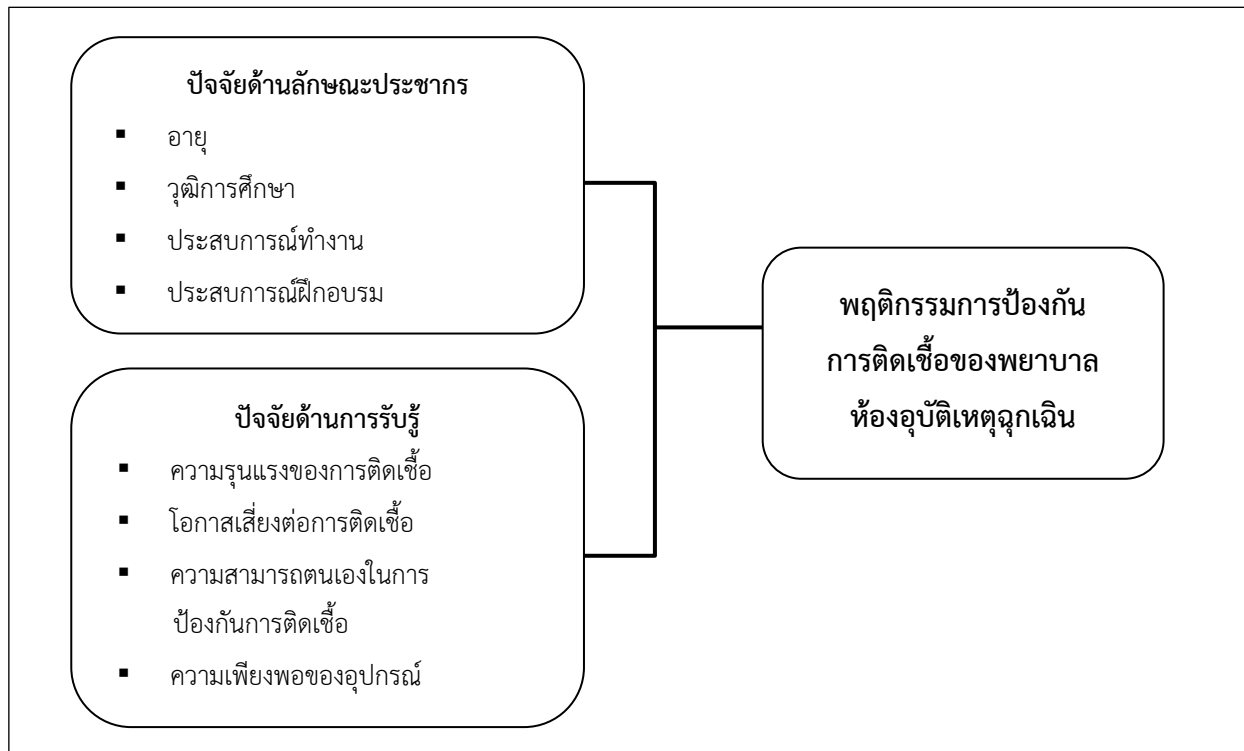 ปัจจัยด้านลักษณะประชากร
▪ อายุ
▪ วุฒิการศึกษา
▪ ประสบการณ์ทำงาน
▪ ประสบการณ์ฝึกอบรม
ปัจจัยด้านการรับรู้
▪ ความรุนแรงของการติดเชื้อ
▪ โอกาสเสี่ยงต่อการติดเชื้อ
▪ ความสามารถตนเองในการ
ป้องกันการติดเชื้อ
▪ ความเพียงพอของอุปกรณ์
พฤติกรรมการป้องกัน
การติดเชื้อของพยาบาล
ห้องอุบัติเหตุฉุกเฉิน